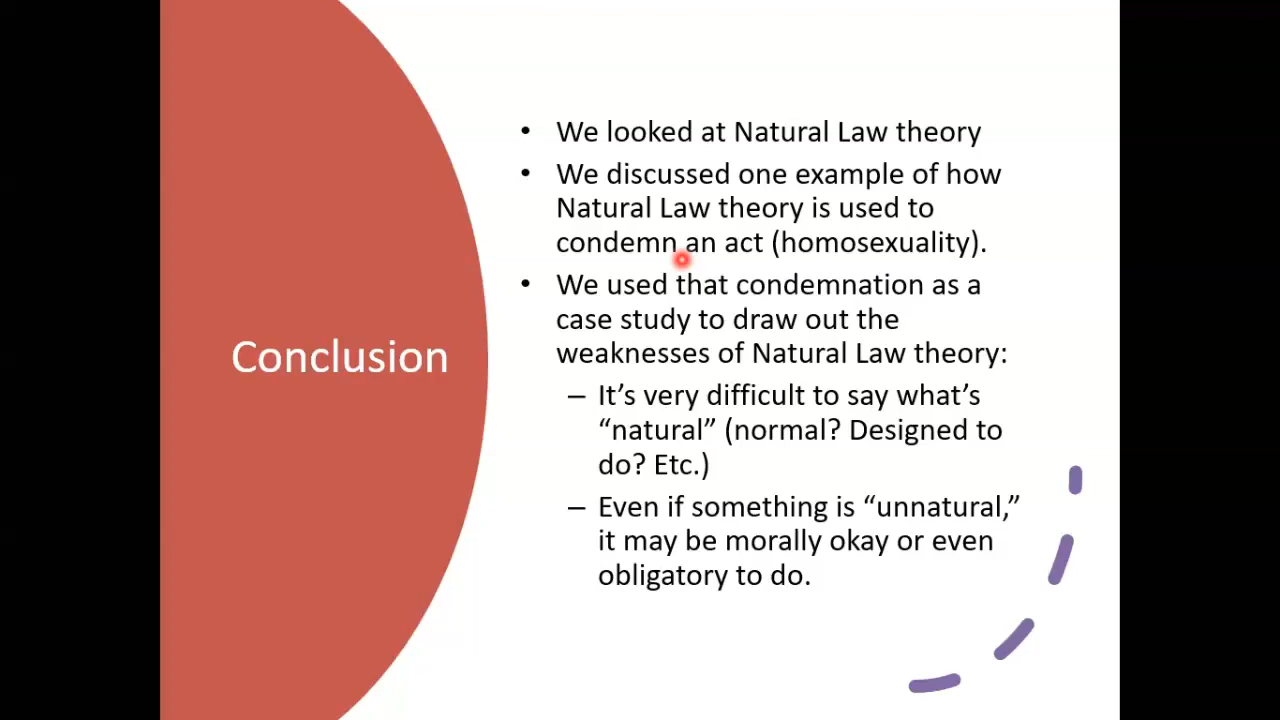 Conclusion
• We looked at Natural Law theory
• We discussed one example of how
Natural Law theory is used to
condemn an act (homosexuality).
• We used that condemnation as a
case study to draw out the
weaknesses of Natural Law theory:
– It’s very difficult to say what’s
“natural” (normal? Designed to
do? Etc.)
– Even if something is “unnatural,”
it may be morally okay or even
obligatory to do.